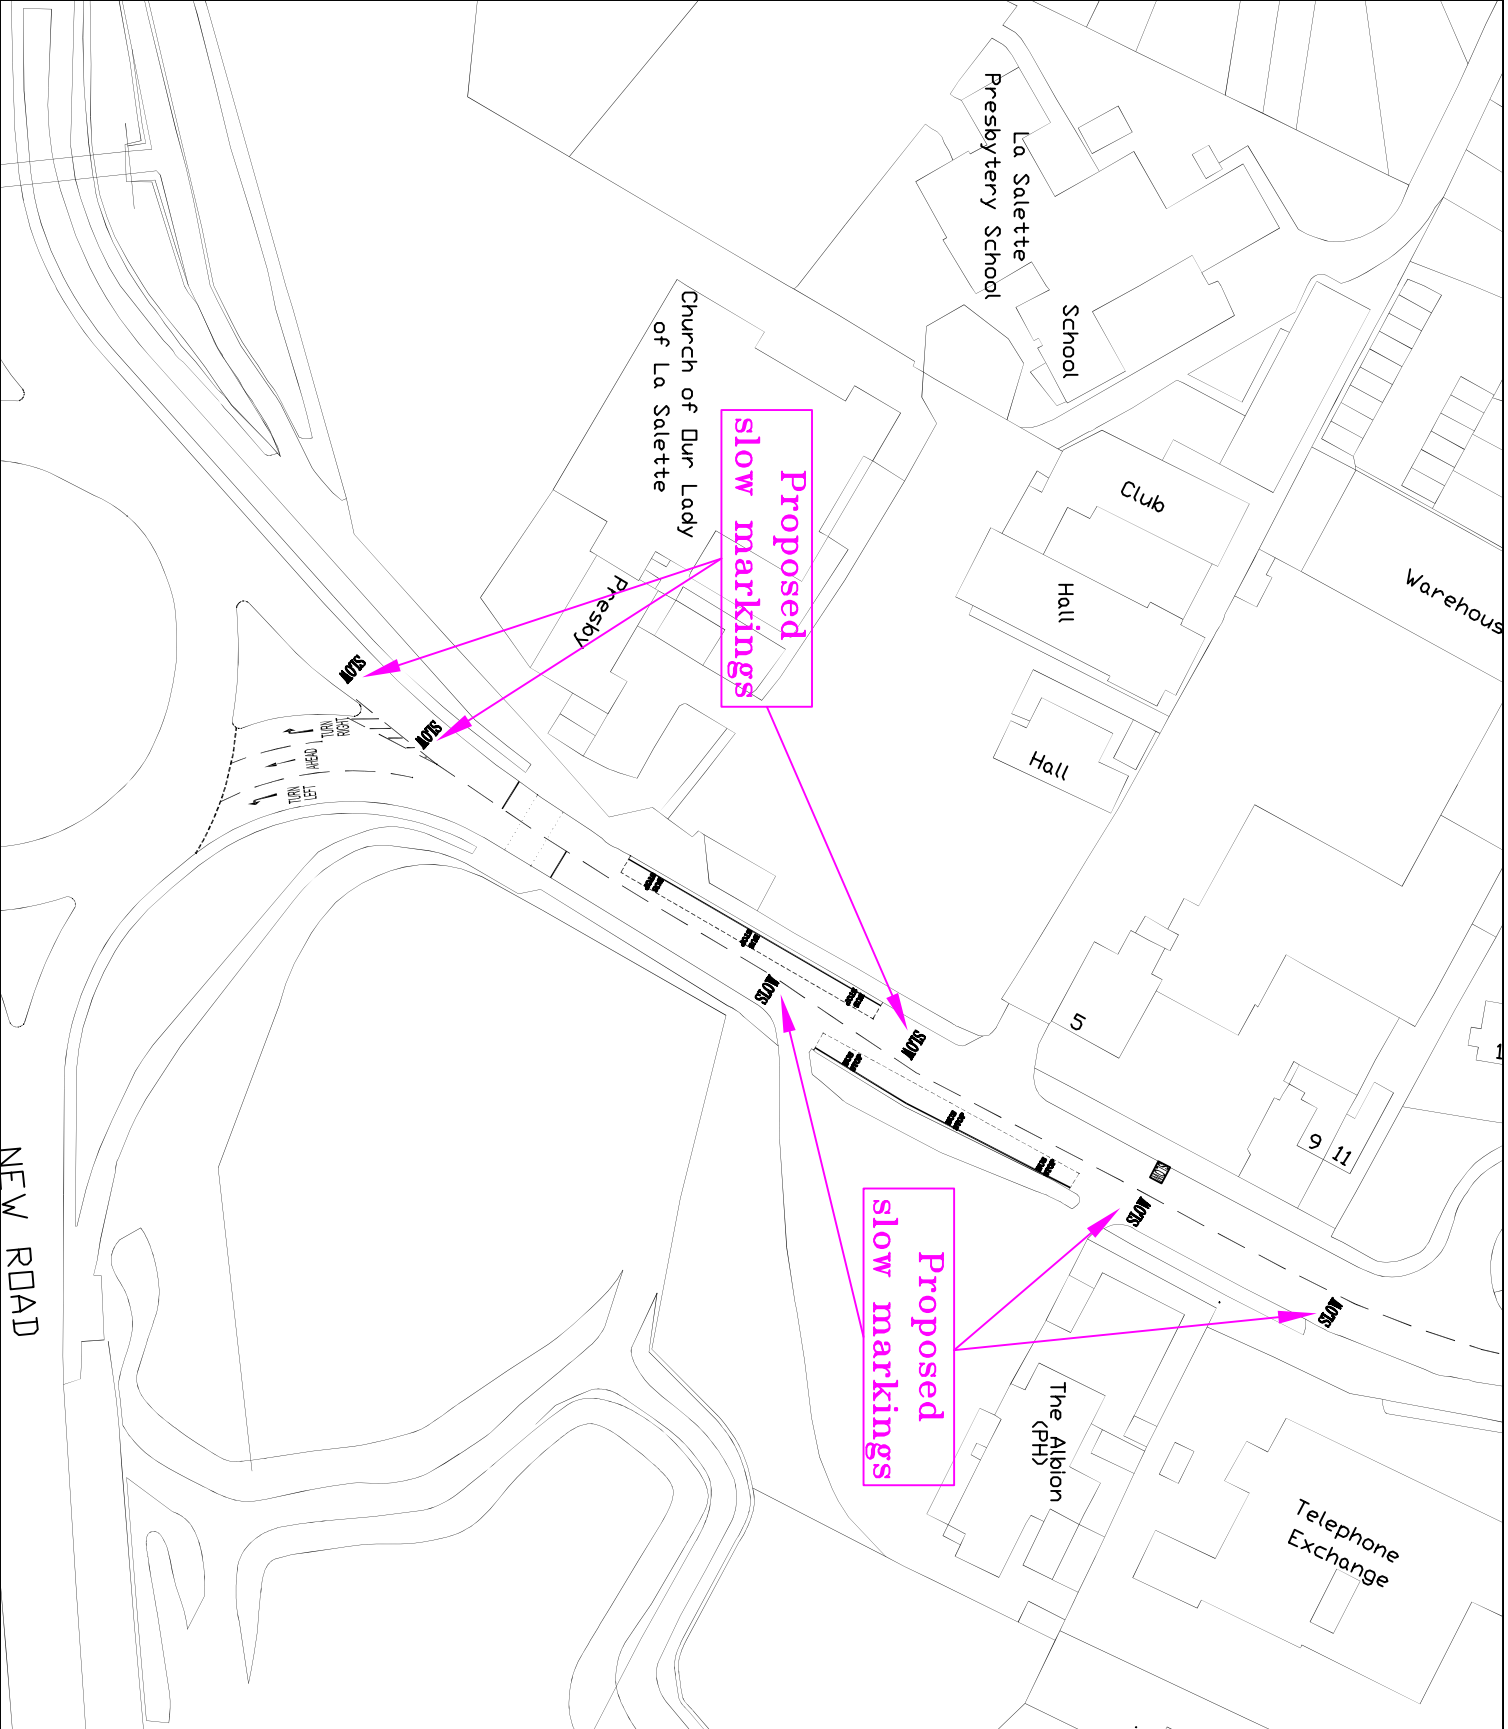 La Salette
Presbytery School
School
Church of Our Lady
of La Salette
Proposed
slow markings
Presby
Club
Hall
Hall
Warehous
SLOW
SLOW
TURN
RIGHT
AHEAD
TURN
LEFT
SLOW
SLOW
5
9
11
1
SLOW
SLOW
NEW ROAD
Proposed
slow markings
The Albion
(PH)
Telephone
Exchange